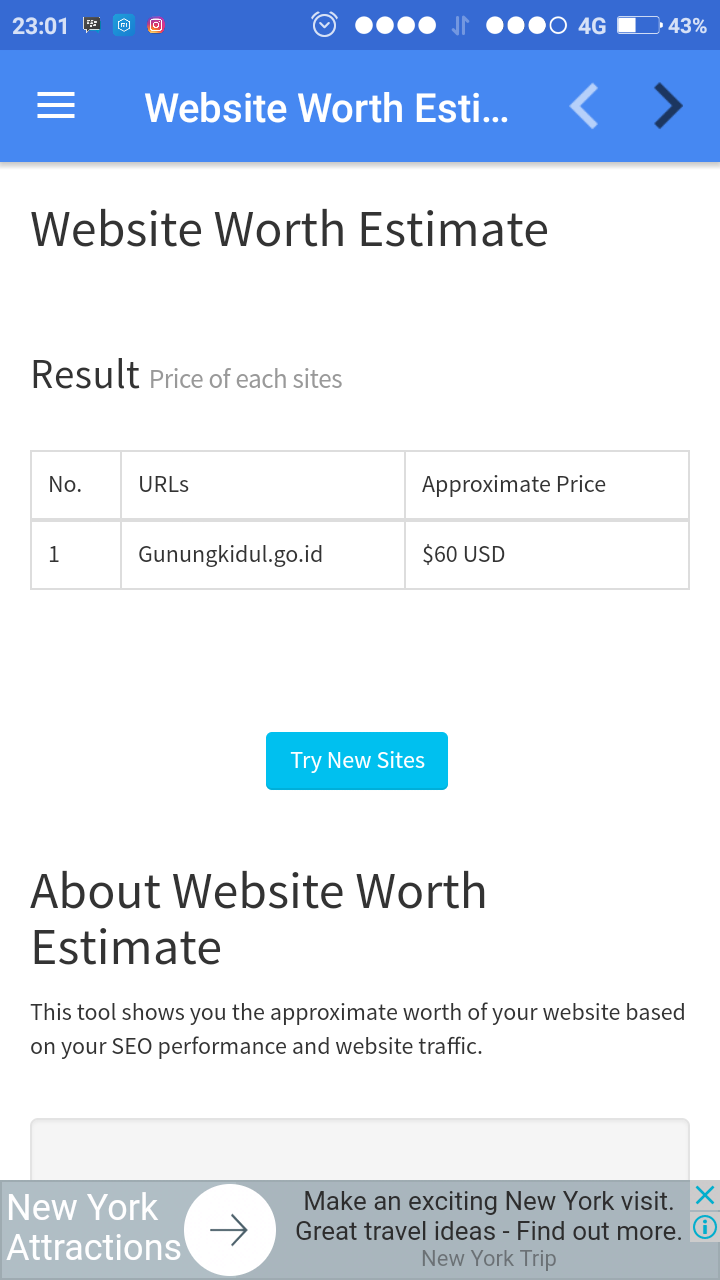 23:01 4G 43%
Website Worth Esti...
Website Worth Estimate
Result Price of each sites
No. URLs Approximate Price
1 Gunungkidul.go.id $60 USD
Try New Sites
About Website Worth
Estimate
This tool shows you the approximate worth of your website based
on your SEO performance and website traffic.
New York
Attractions
Make an exciting New York visit.
Great travel ideas - Find out more.
New York Trip